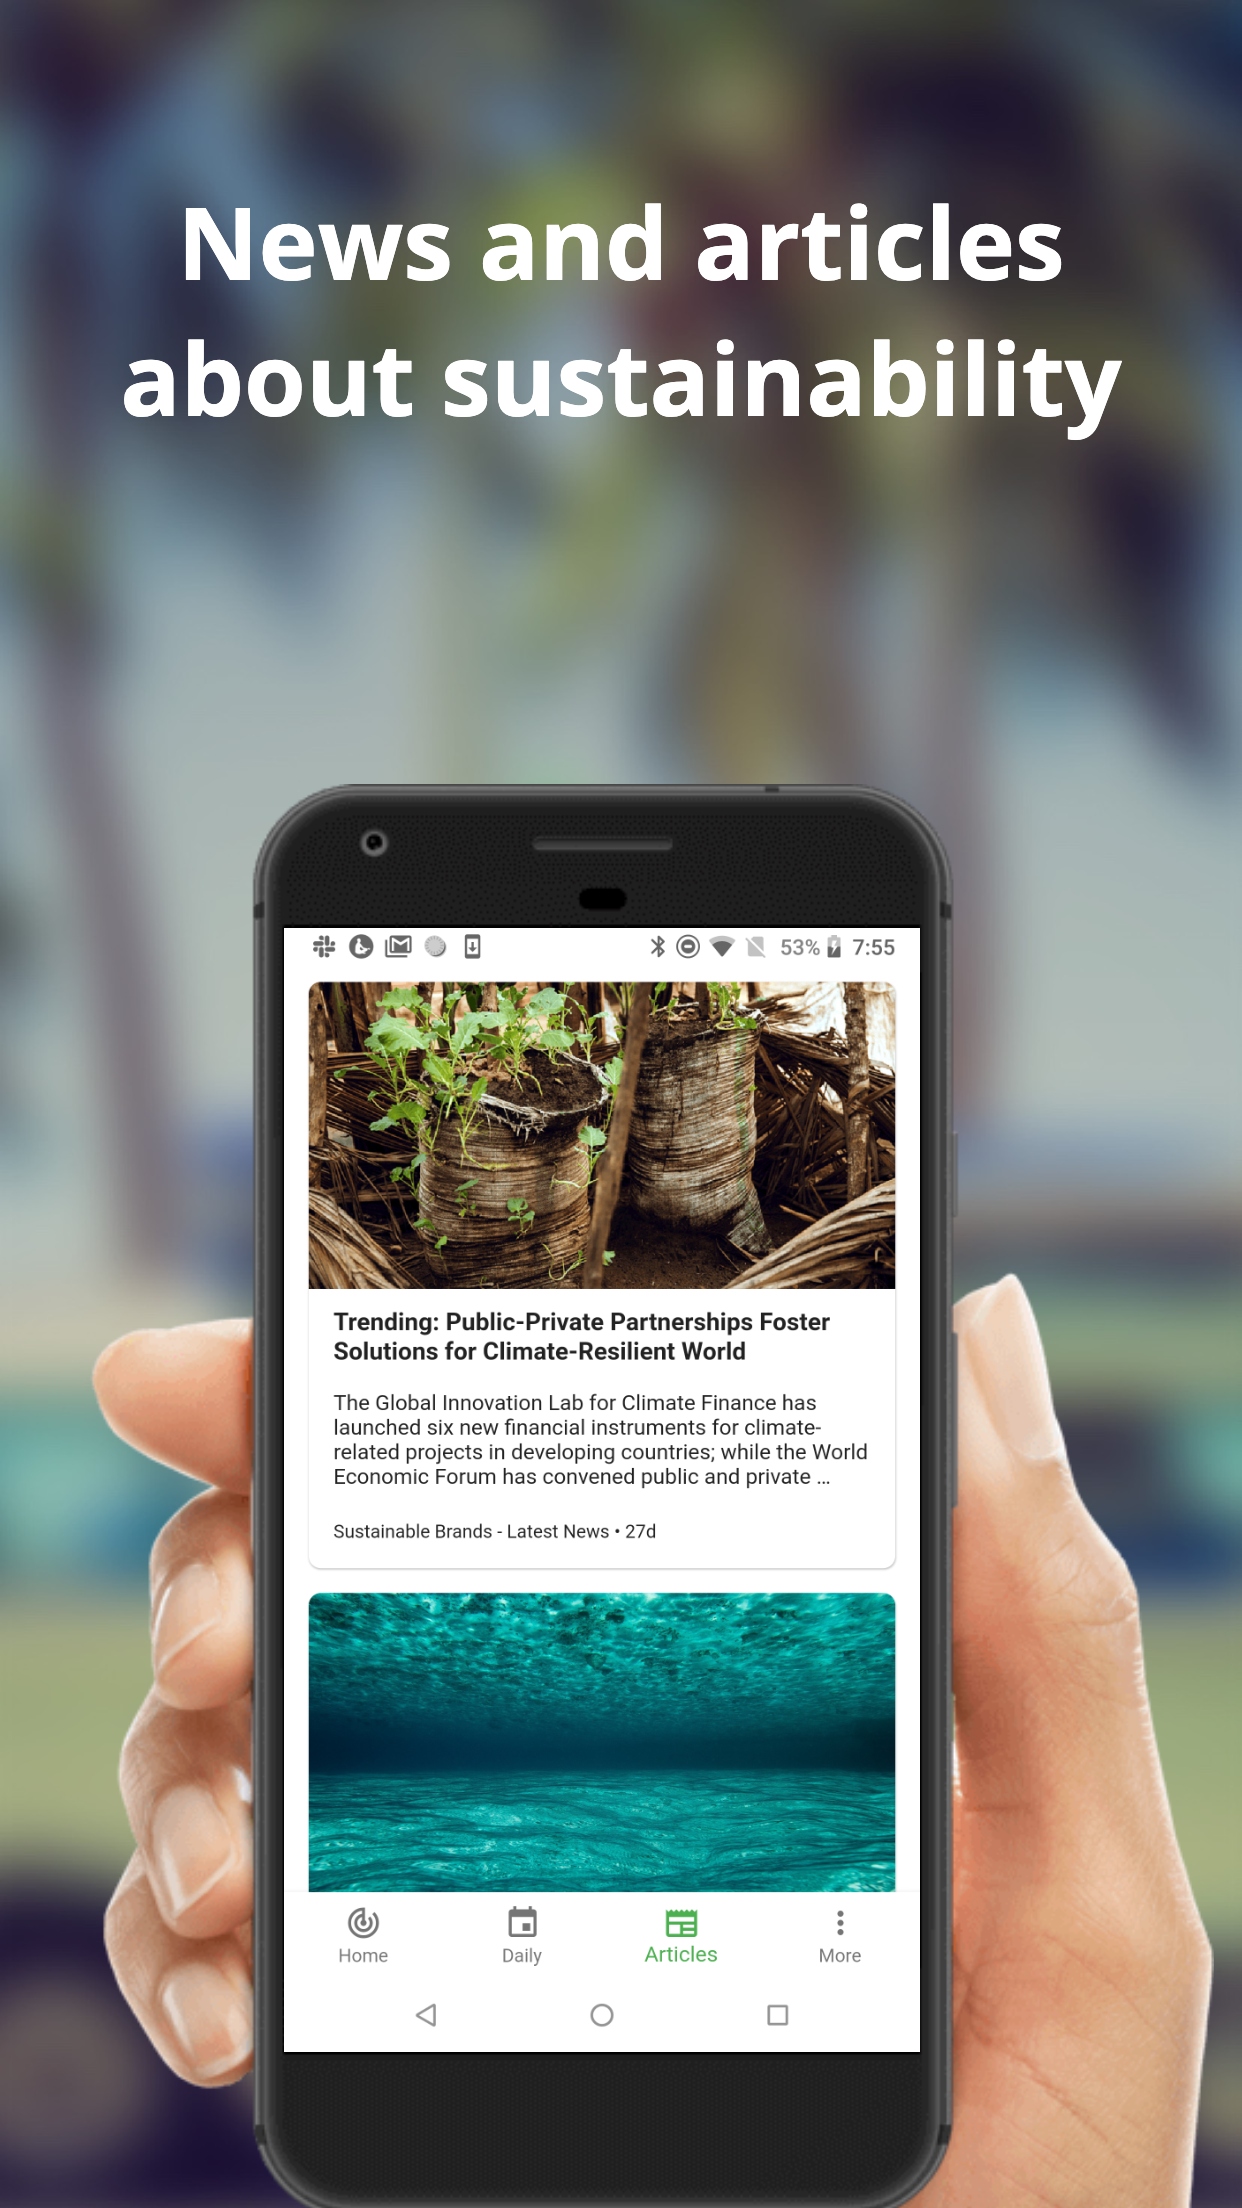 News and articles
about sustainability
53% 7:55
Trending: Public-Private Partnerships Foster
Solutions for Climate-Resilient World
The Global Innovation Lab for Climate Finance has
launched six new financial instruments for climate-
related projects in developing countries; while the World
Economic Forum has convened public and private ...
Sustainable Brands - Latest News • 27d
Home Daily Articles More